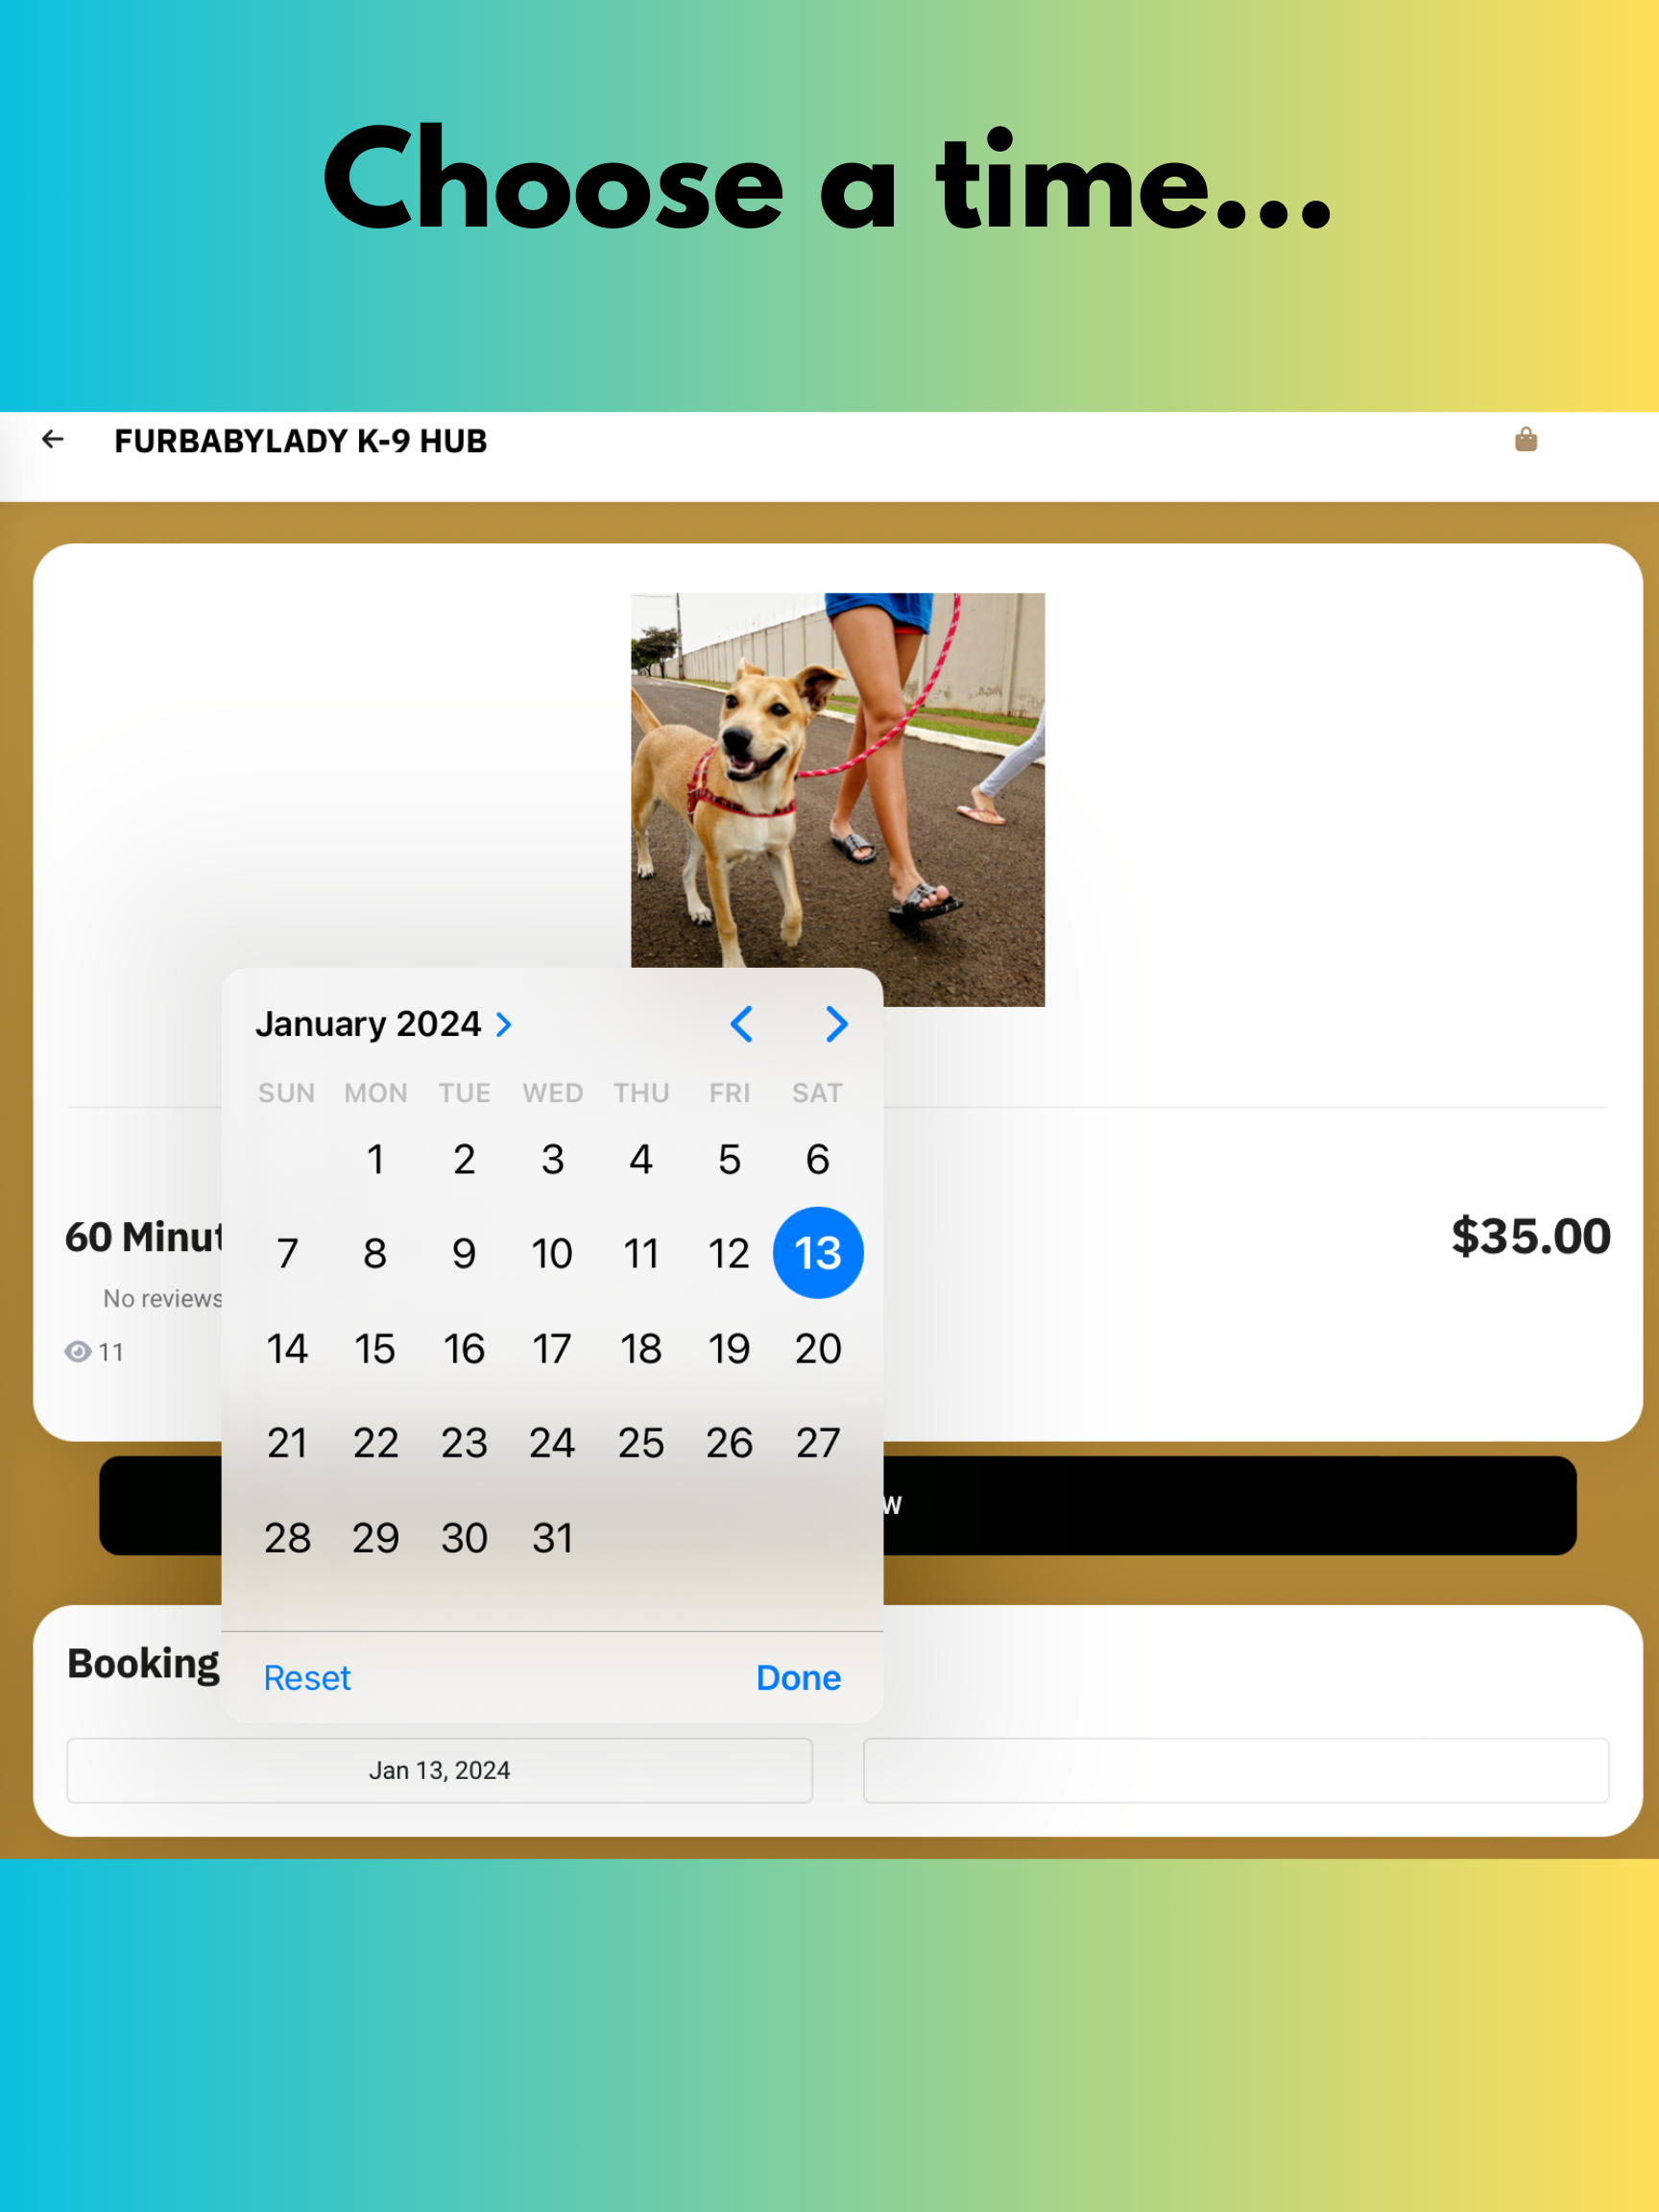 Choose a time...
FURBABYLADY K-9 HUB
January 2024
SUN MON TUE WED THU FRI SAT
1 2 3 4 5 6
7 8 9 10 11 12 13
60 Minut
$35.00
No reviews
11
14 15 16 17 18 19 20
21 22 23 24 25 26 27
w
28 29 30 31
Booking
Reset Done
Jan 13, 2024